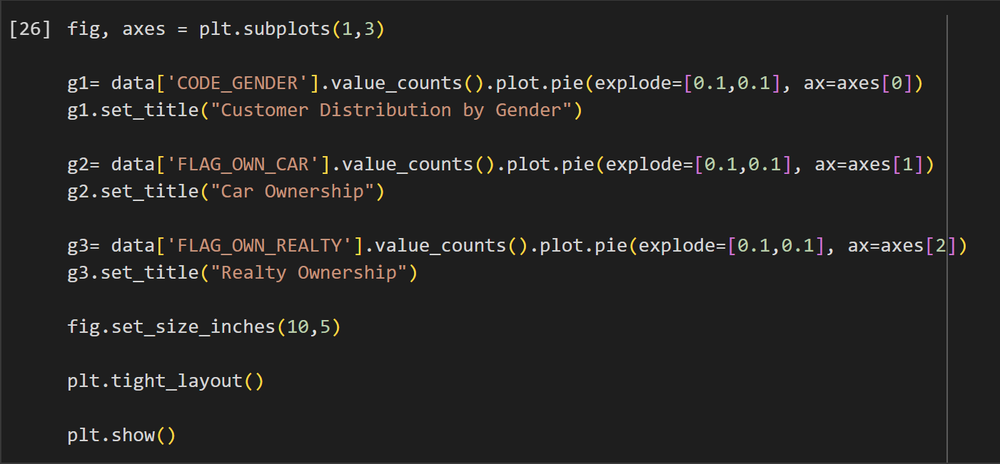 [26] fig, axes = plt.subplots(1,3)
g1= data['CODE_GENDER'].value_counts().plot.pie(explode=[0.1,0.1], ax=axes[0])
g1.set_title("Customer Distribution by Gender")
g2= data['FLAG_OWN_CAR'].value_counts().plot.pie(explode=[0.1,0.1], ax=axes[1])
g2.set_title("Car Ownership")
g3= data['FLAG_OWN_REALTY'].value_counts().plot.pie(explode=[0.1,0.1], ax=axes[2])
g3.set_title("Realty Ownership")
fig.set_size_inches(10,5)
plt.tight_layout()
plt.show()